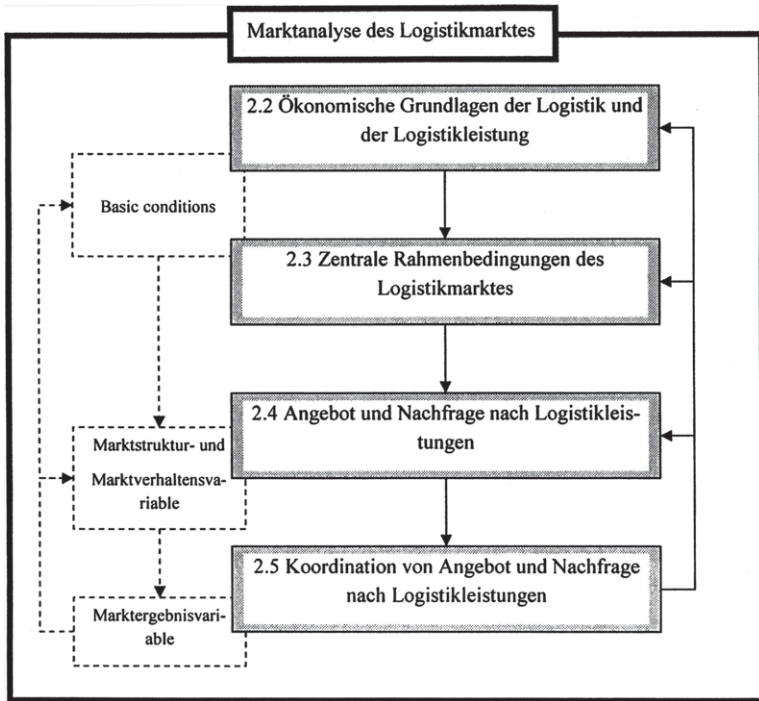 Marktanalyse des Logistikmarktes
2.2 Ökonomische Grundlagen der Logistik und
der Logistikleistung
Basic conditions
2.3 Zentrale Rahmenbedingungen des
Logistikmarktes
2.4 Angebot und Nachfrage nach Logistikleis-
tungen
Marktstruktur- und
Marktverhaltensva-
riable
2.5 Koordination von Angebot und Nachfrage
nach Logistikleistungen
Marktergebnisvari-
able